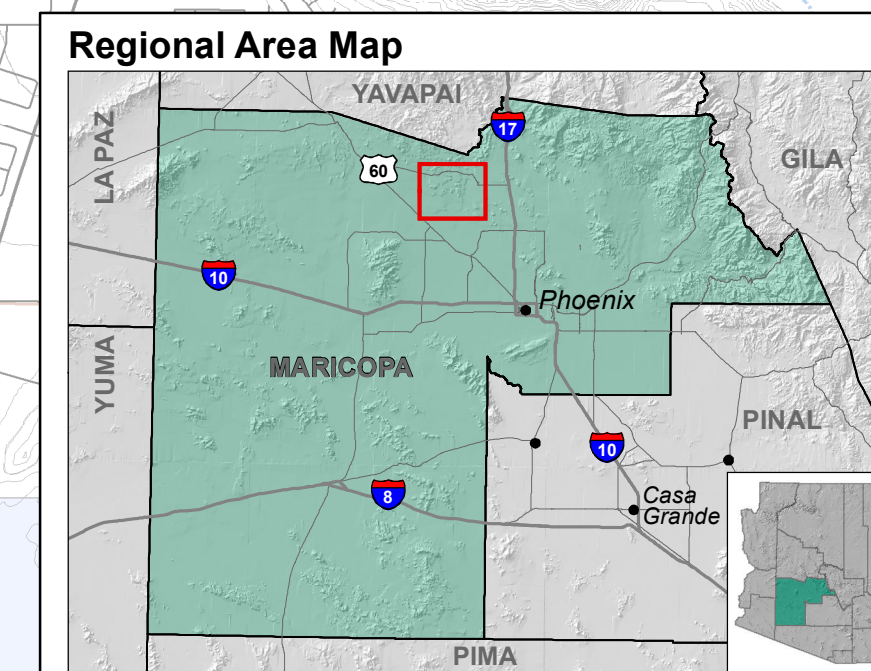 Regional Area Map
YAVAPAI
17
LA PAZ
GILA
60
10
Phoenix
MARICOPA
YUMA
PINAL
10
8
Casa
Grande
PIMA